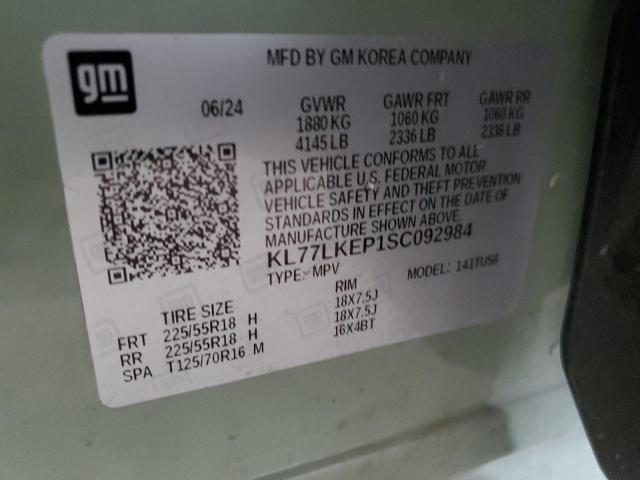 gm
MFD BY GM KOREA COMPANY
06/24 GVWR GAWR FRT GAWR RR
1880 KG 1060 KG 1060 KG
4145 LB 2336 LB 2336 LB
THIS VEHICLE CONFORMS TO ALL
APPLICABLE U.S. FEDERAL MOTOR
VEHICLE SAFETY AND THEFT PREVENTION
STANDARDS IN EFFECT ON THE DATE OF
MANUFACTURE SHOWN ABOVE.
KL77LKEP1SC092984
TYPE: MPV MODEL: 141TUS8
TIRE SIZE RIM
FRT 225/55R18 H 18X7.5J
RR 225/55R18 H 18X7.5J
SPA T125/70R16 M 16X4BT